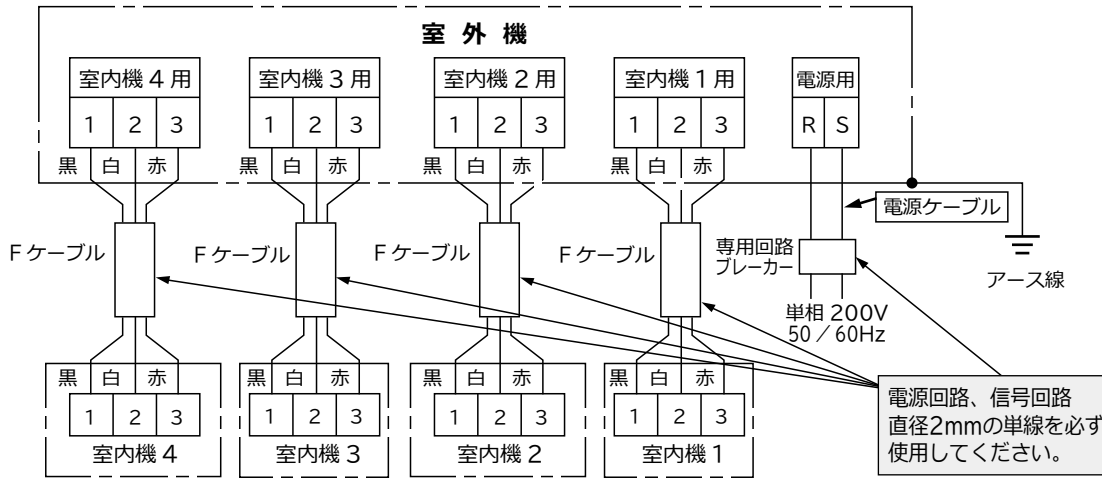 室 外 機
室内機 4 用
室内機 3 用
室内機 2 用
室内機 1 用
電源用
1 2 3
1 2 3
1 2 3
1 2 3
R S
黒 白 赤
黒 白 赤
黒 白 赤
黒 白 赤
電源ケーブル
F ケーブル
F ケーブル
F ケーブル
F ケーブル
専用回路
ブレーカー
アース線
単相 200V
50 / 60Hz
黒 白 赤
黒 白 赤
黒 白 赤
黒 白 赤
1 2 3
1 2 3
1 2 3
1 2 3
室内機 4
室内機 3
室内機 2
室内機 1
電源回路、信号回路
直径2mmの単線を必ず
使用してください。